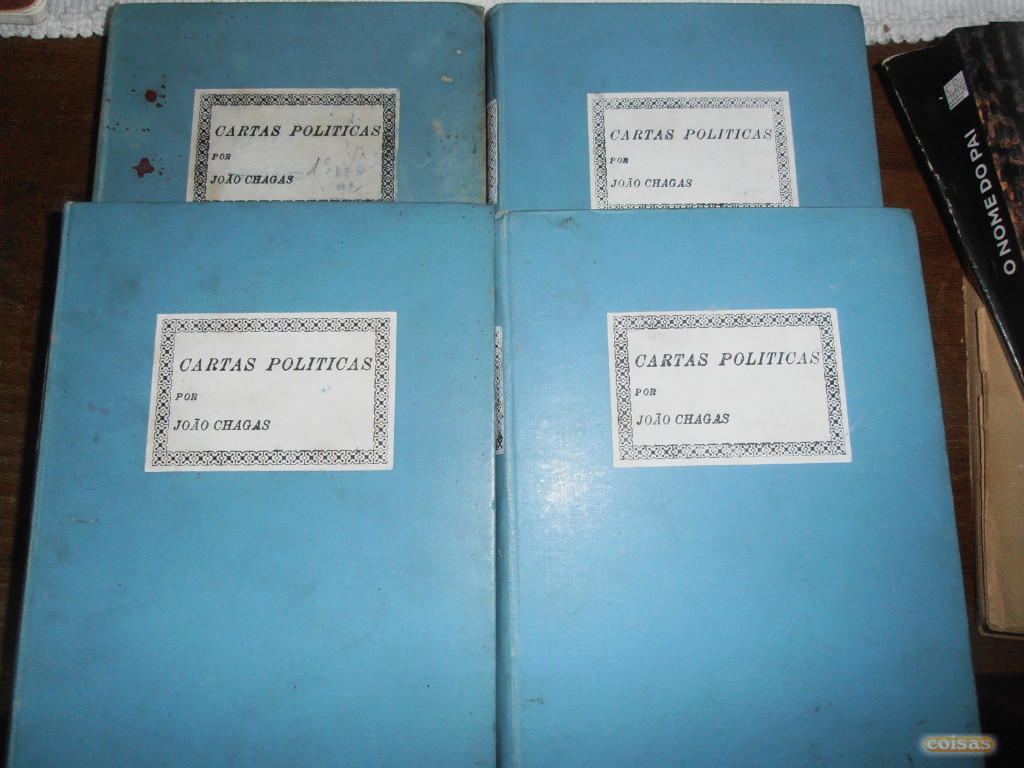 CARTAS POLITICAS
POR
JOÃO CHAGAS
CARTAS POLITICAS
POR
JOÃO CHAGAS
O NOME DO PAI
CARTAS POLITICAS
POR
JOÃO CHAGAS
CARTAS POLITICAS
POR
JOÃO CHAGAS
coisas